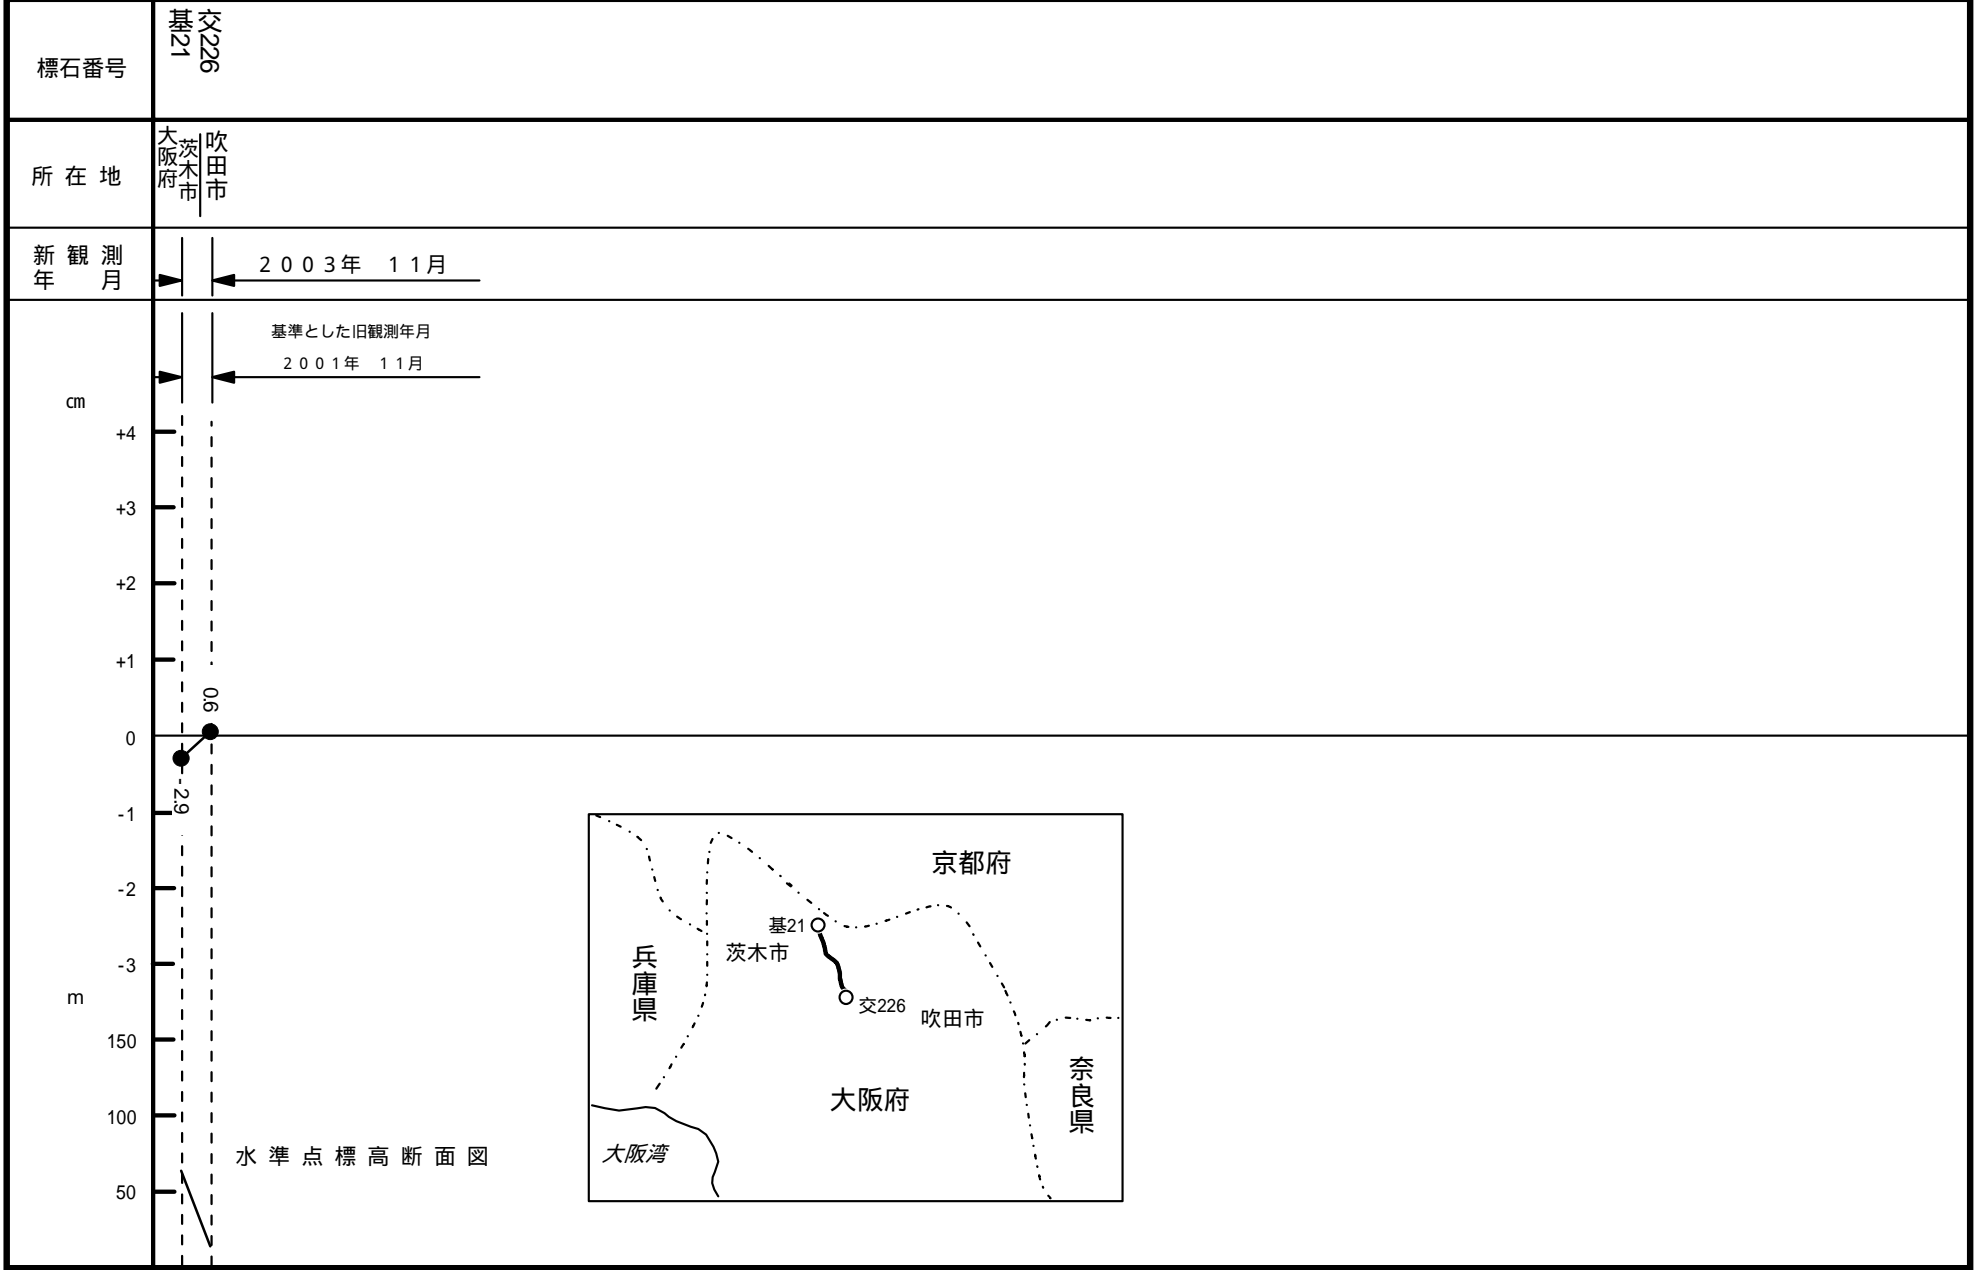 標石番号
基21
交226
所在地
大阪府
茨木市
吹田市
新観測
年　月
2003年　11月
基準とした旧観測年月
2001年　11月
cm
+4
+3
+2
+1
0
-1
-2
-3
0.6
-2.9
m
150
100
50
水準点標高断面図
京都府
基21
茨木市
兵庫県
交226
吹田市
奈良県
大阪府
大阪湾